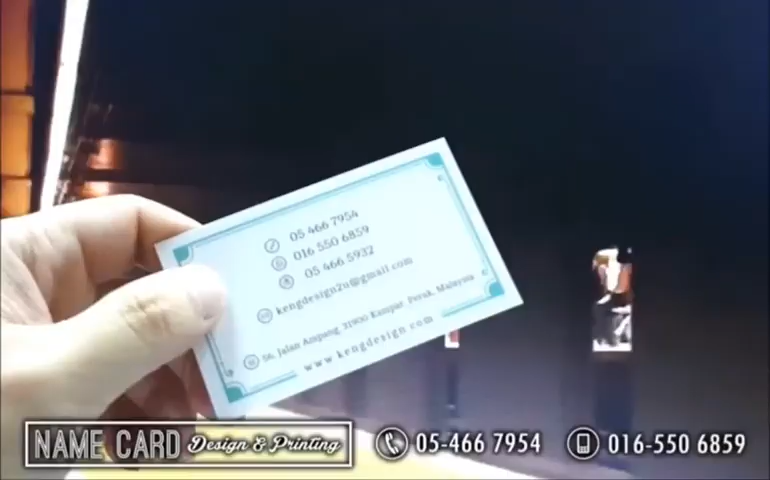 05 466 7954
016 550 6859
05 466 5932
kengdesign2u@gmail.com
56, Jalan Ampang, 31900 Kampar, Perak, Malaysia
www.kengdesign.com
NAME CARD Design & Printing 05-466 7954 016-550 6859